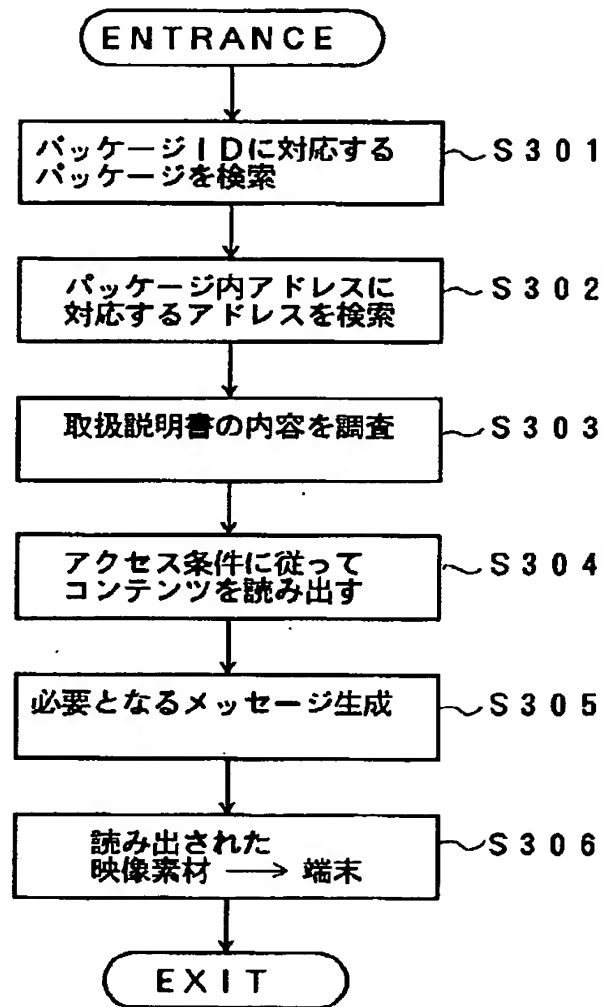 ENTRANCE
パッケージIDに対応する
パッケージを検索
S301
パッケージ内アドレスに
対応するアドレスを検索
S302
取扱説明書の内容を調査
S303
アクセス条件に従って
コンテンツを読み出す
S304
必要となるメッセージ生成
S305
読み出された
映像素材 → 端末
S306
EXIT